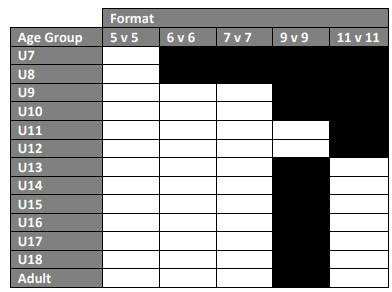 Format
Age Group 5 v 5 6 v 6 7 v 7 9 v 9 11 v 11
U7
U8
U9
U10
U11
U12
U13
U14
U15
U16
U17
U18
Adult